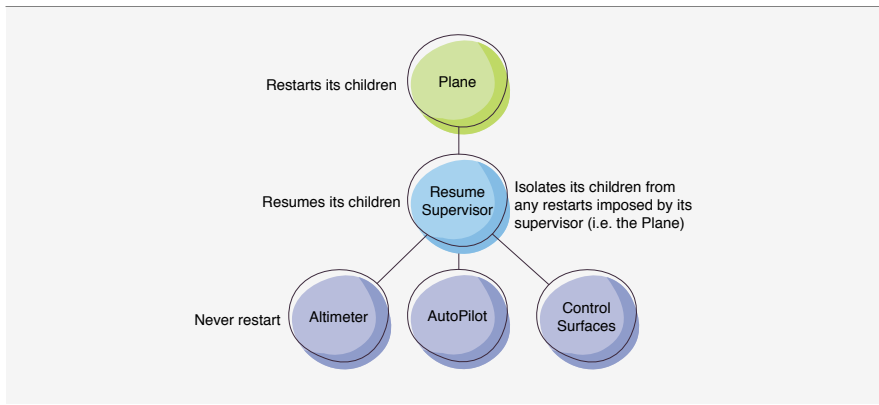 Plane
Restarts its children
Resume
Supervisor
Resumes its children
Isolates its children from
any restarts imposed by its
supervisor (i.e. the Plane)
Never restart
Altimeter
AutoPilot
Control
Surfaces